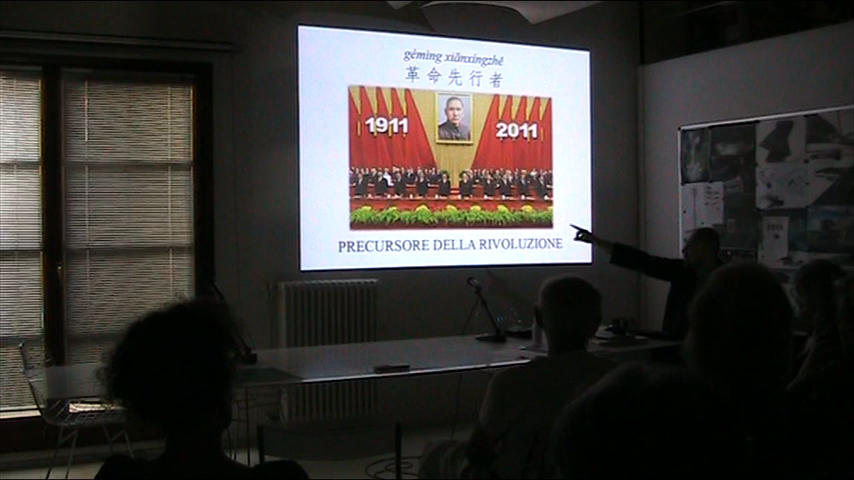 gémìng xiānxíngzhě
革命先行者
1911 2011
PRECURSORE DELLA RIVOLUZIONE